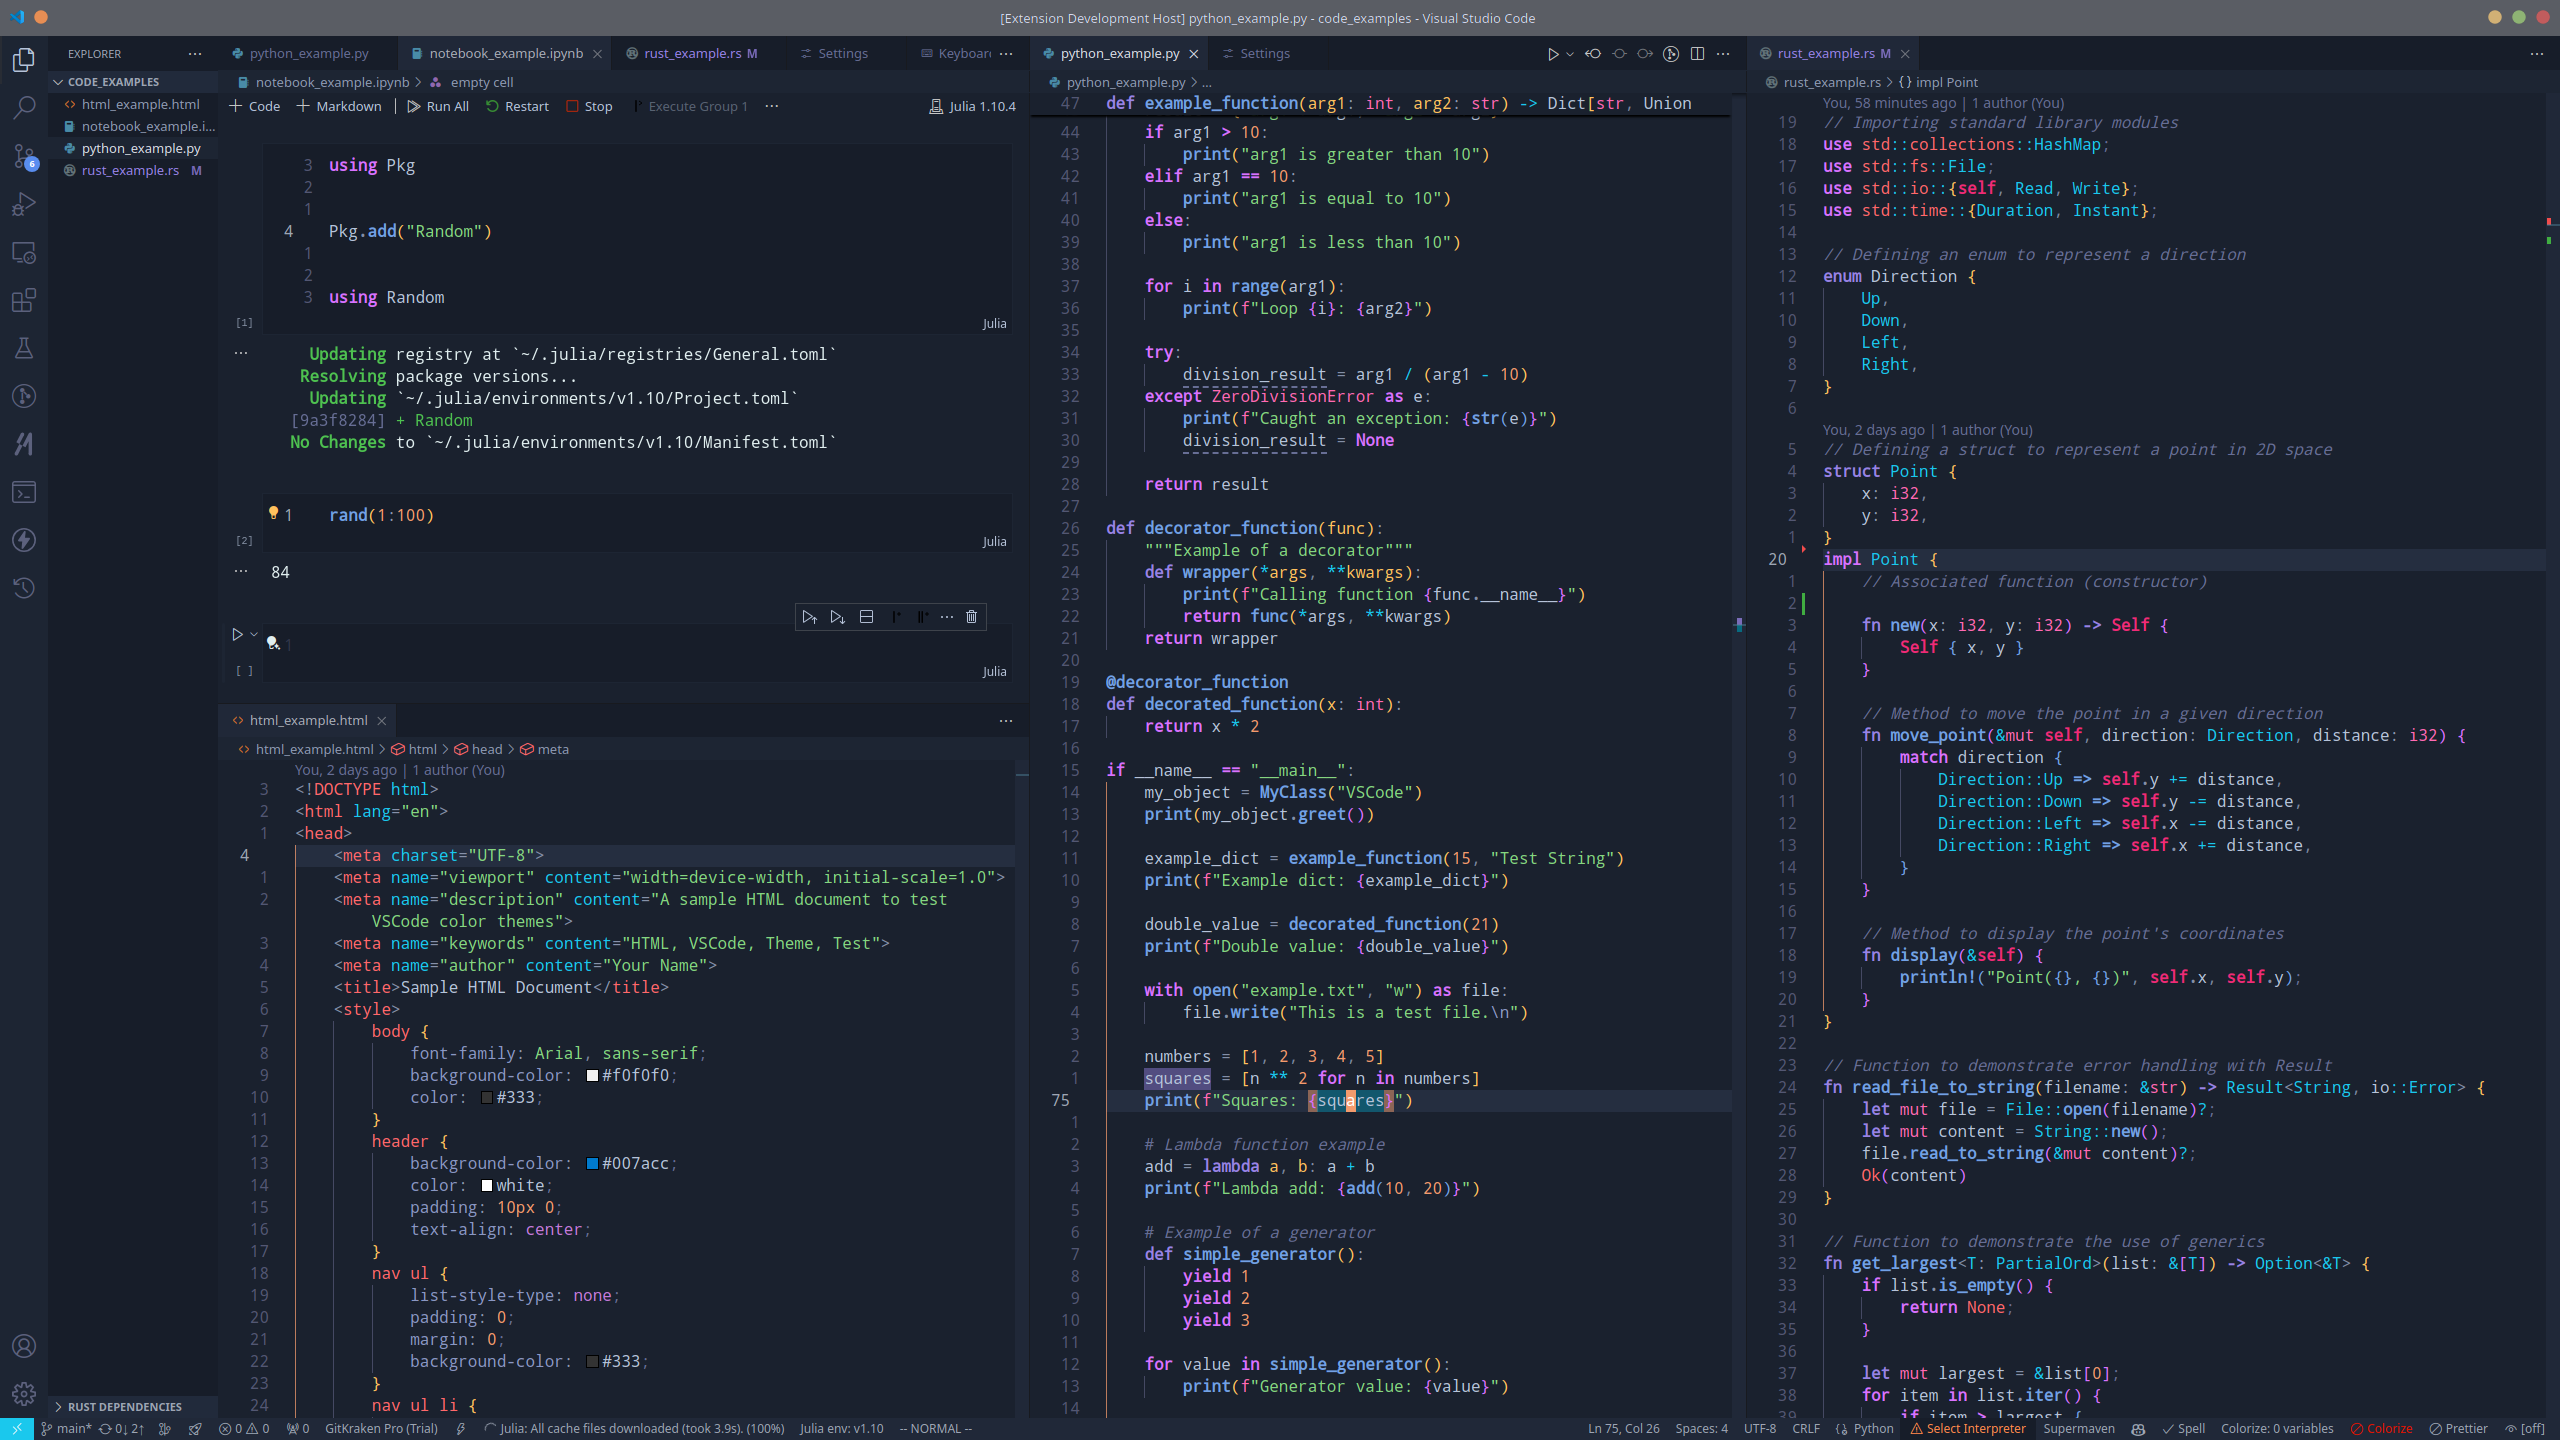 [Extension Development Host] python_example.py - code_examples - Visual Studio Code
EXPLORER
CODE_EXAMPLES
html_example.html
notebook_example.i...
python_example.py
rust_example.rs M
6
RUST DEPENDENCIES
python_example.py
notebook_example.ipynb
rust_example.rs M
Settings
Keyboar
notebook_example.ipynb > empty cell
+ Code + Markdown | Run All Restart Stop Execute Group 1 ...
Julia 1.10.4
3 using Pkg
2
1
4 Pkg.add("Random")
1
2
3 using Random
[1]
Julia
Updating registry at `~/.julia/registries/General.toml`
Resolving package versions...
Updating `~/.julia/environments/v1.10/Project.toml`
[9a3f8284] + Random
No Changes to `~/.julia/environments/v1.10/Manifest.toml`
1 rand(1:100)
[2]
Julia
84
1
[ ]
Julia
html_example.html
html_example.html > html > head > meta
You, 2 days ago | 1 author (You)
3 <!DOCTYPE html>
2 <html lang="en">
1 <head>
4 <meta charset="UTF-8">
1 <meta name="viewport" content="width=device-width, initial-scale=1.0">
2 <meta name="description" content="A sample HTML document to test
VSCode color themes">
3 <meta name="keywords" content="HTML, VSCode, Theme, Test">
4 <meta name="author" content="Your Name">
5 <title>Sample HTML Document</title>
6 <style>
7 body {
8 font-family: Arial, sans-serif;
9 background-color: #f0f0f0;
10 color: #333;
11 }
12 header {
13 background-color: #007acc;
14 color: white;
15 padding: 10px 0;
16 text-align: center;
17 }
18 nav ul {
19 list-style-type: none;
20 padding: 0;
21 margin: 0;
22 background-color: #333;
23 }
24 nav ul li {
python_example.py
Settings
python_example.py > ...
47 def example_function(arg1: int, arg2: str) -> Dict[str, Union
44 if arg1 > 10:
43 print("arg1 is greater than 10")
42 elif arg1 == 10:
41 print("arg1 is equal to 10")
40 else:
39 print("arg1 is less than 10")
38
37 for i in range(arg1):
36 print(f"Loop {i}: {arg2}")
35
34 try:
33 division_result = arg1 / (arg1 - 10)
32 except ZeroDivisionError as e:
31 print(f"Caught an exception: {str(e)}")
30 division_result = None
29
28 return result
27
26 def decorator_function(func):
25 """Example of a decorator"""
24 def wrapper(*args, **kwargs):
23 print(f"Calling function {func.__name__}")
22 return func(*args, **kwargs)
21 return wrapper
20
19 @decorator_function
18 def decorated_function(x: int):
17 return x * 2
16
15 if __name__ == "__main__":
14 my_object = MyClass("VSCode")
13 print(my_object.greet())
12
11 example_dict = example_function(15, "Test String")
10 print(f"Example dict: {example_dict}")
9
8 double_value = decorated_function(21)
7 print(f"Double value: {double_value}")
6
5 with open("example.txt", "w") as file:
4 file.write("This is a test file.\n")
3
2 numbers = [1, 2, 3, 4, 5]
1 squares = [n ** 2 for n in numbers]
75 print(f"Squares: {squares}")
1
2 # Lambda function example
3 add = lambda a, b: a + b
4 print(f"Lambda add: {add(10, 20)}")
5
6 # Example of a generator
7 def simple_generator():
8 yield 1
9 yield 2
10 yield 3
11
12 for value in simple_generator():
13 print(f"Generator value: {value}")
14
rust_example.rs M
rust_example.rs > {} impl Point
You, 58 minutes ago | 1 author (You)
19 // Importing standard library modules
18 use std::collections::HashMap;
17 use std::fs::File;
16 use std::io::{self, Read, Write};
15 use std::time::{Duration, Instant};
14
13 // Defining an enum to represent a direction
12 enum Direction {
11 Up,
10 Down,
9 Left,
8 Right,
7 }
6
You, 2 days ago | 1 author (You)
5 // Defining a struct to represent a point in 2D space
4 struct Point {
3 x: i32,
2 y: i32,
1 }
20 impl Point {
1 // Associated function (constructor)
2
3 fn new(x: i32, y: i32) -> Self {
4 Self { x, y }
5 }
6
7 // Method to move the point in a given direction
8 fn move_point(&mut self, direction: Direction, distance: i32) {
9 match direction {
10 Direction::Up => self.y += distance,
11 Direction::Down => self.y -= distance,
12 Direction::Left => self.x -= distance,
13 Direction::Right => self.x += distance,
14 }
15 }
16
17 // Method to display the point's coordinates
18 fn display(&self) {
19 println!("Point({}, {})", self.x, self.y);
20 }
21 }
22
23 // Function to demonstrate error handling with Result
24 fn read_file_to_string(filename: &str) -> Result<String, io::Error> {
25 let mut file = File::open(filename)?;
26 let mut content = String::new();
27 file.read_to_string(&mut content)?;
28 Ok(content)
29 }
30
31 // Function to demonstrate the use of generics
32 fn get_largest<T: PartialOrd>(list: &[T]) -> Option<&T> {
33 if list.is_empty() {
34 return None;
35 }
36
37 let mut largest = &list[0];
38 for item in list.iter() {
39 if item > largest {
main* 0↓ 2↑ 0 0 0 GitKraken Pro (Trial) Julia: All cache files downloaded (took 3.9s). (100%) Julia env: v1.10 -- NORMAL --
Ln 75, Col 26 Spaces: 4 UTF-8 CRLF Python Select Interpreter Supermaven Spell Colorize: 0 variables Colorize Prettier [off]